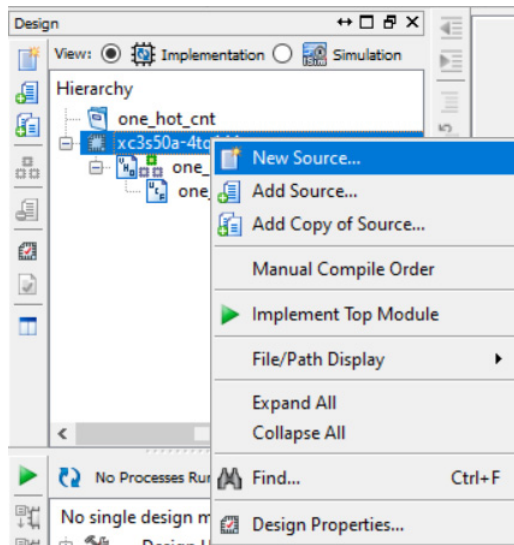 Design
View: Implementation Simulation
Hierarchy
one_hot_cnt
xc3s50a-4tq
one_
one_
New Source...
Add Source...
Add Copy of Source...
Manual Compile Order
Implement Top Module
File/Path Display
Expand All
Collapse All
No Processes Run
Find... Ctrl+F
No single design m
Design Properties...